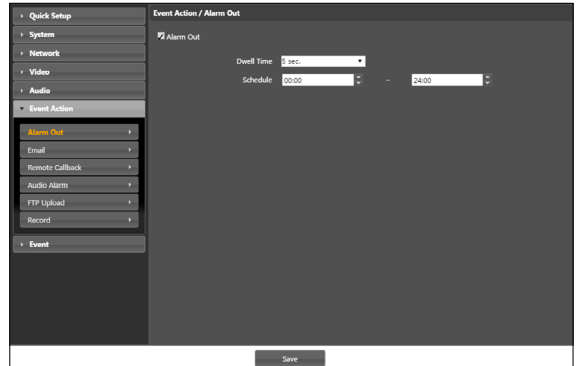 Quick Setup
System
Network
Video
Audio
Event Action
Alarm Out
Email
Remote Callback
Audio Alarm
FTP Upload
Record
Event
Event Action / Alarm Out
Alarm Out
Dwell Time 5 sec.
Schedule 00:00 – 24:00
Save